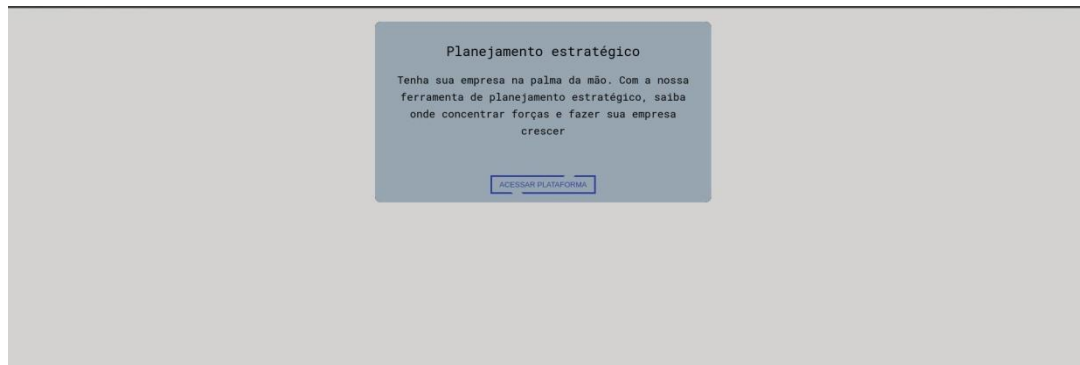 Planejamento estratégico
Tenha sua empresa na palma da mão. Com a nossa
ferramenta de planejamento estratégico, saiba
onde concentrar forças e fazer sua empresa
crescer
ACESSAR PLATAFORMA